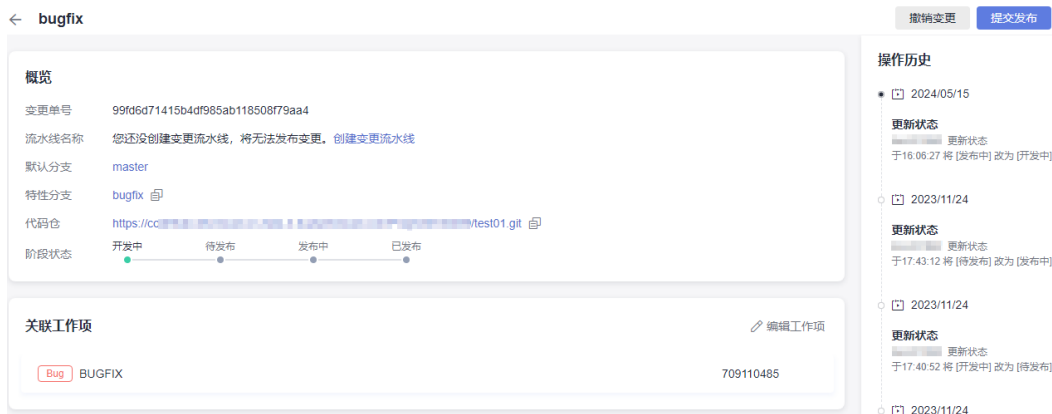 bugfix
撤销变更
提交发布
概览
变更单号 99fd6d71415b4df985ab118508f79aa4
流水线名称 您还没创建变更流水线，将无法发布变更。创建变更流水线
默认分支 master
特性分支 bugfix
代码仓 https://co /test01.git
阶段状态 开发中 待发布 发布中 已发布
关联工作项
编辑工作项
Bug BUGFIX 709110485
操作历史
2024/05/15
更新状态
更新状态
于16:06:27 将 [发布中] 改为 [开发中]
2023/11/24
更新状态
更新状态
于17:43:12 将 [待发布] 改为 [发布中]
2023/11/24
更新状态
更新状态
于17:40:52 将 [开发中] 改为 [待发布]
2023/11/24